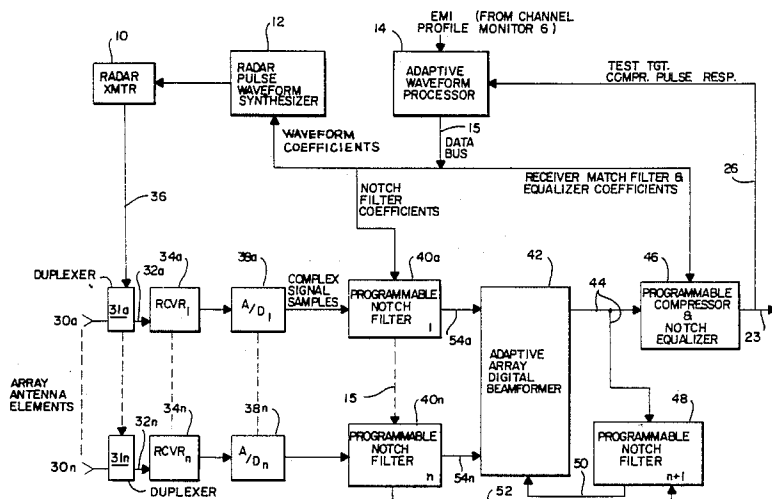 EMI (FROM CHANNEL
PROFILE MONITOR 6)
10
12
14
RADAR
XMTR
RADAR
PULSE
WAVEFORM
SYNTHESIZER
ADAPTIVE
WAVEFORM
PROCESSOR
TEST TGT.
COMPR. PULSE RESP.
WAVEFORM
COEFFICIENTS
15
DATA
BUS
26
36
NOTCH
FILTER
COEFFICIENTS
RECEIVER MATCH FILTER &
EQUALIZER COEFFICIENTS
DUPLEXER
32a
34a
38a
COMPLEX
SIGNAL
SAMPLES
40a
42
46
31a
RCVR1
A/D1
PROGRAMMABLE
NOTCH
FILTER
1
44
PROGRAMMABLE
COMPRESSOR
&
NOTCH
EQUALIZER
30a
54a
23
ADAPTIVE
ARRAY
DIGITAL
BEAMFORMER
ARRAY
ANTENNA
ELEMENTS
15
32n
34n
38n
40n
48
31n
RCVRn
A/Dn
PROGRAMMABLE
NOTCH
FILTER
n
PROGRAMMABLE
NOTCH
FILTER
n+1
30n
54n
DUPLEXER
52
50